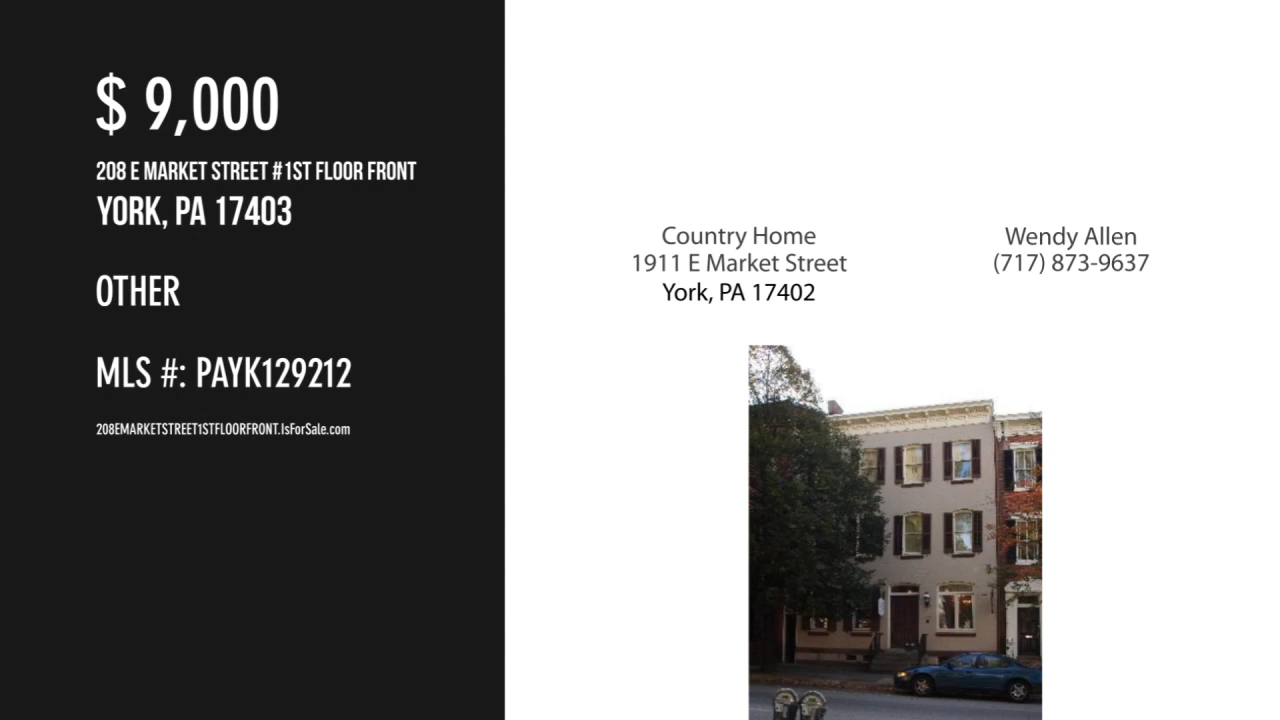 $ 9,000
208 E MARKET STREET #1ST FLOOR FRONT
YORK, PA 17403
OTHER
MLS #: PAYK129212
208EMARKETSTREET1STFLOORFRONT.IsForSale.com
Country Home
1911 E Market Street
York, PA 17402
Wendy Allen
(717) 873-9637